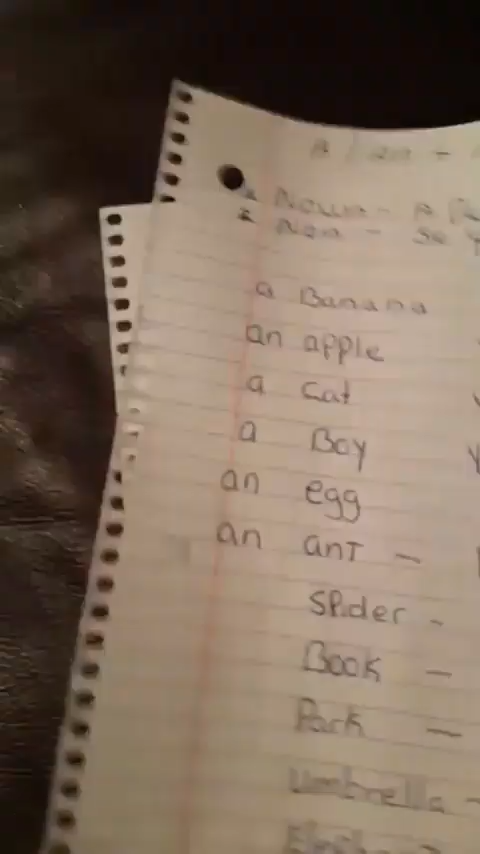 a Banana
an apple
a cat
a Boy
an egg
an ant –
Spider -
Book –
Park –
Umbrella -